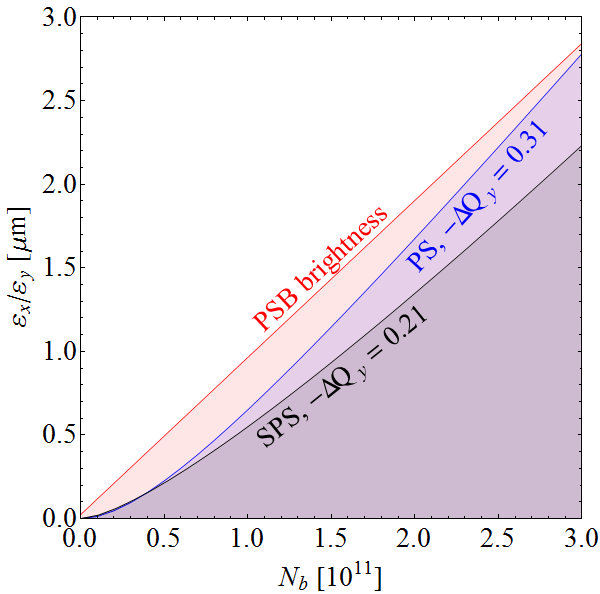 3.0
2.5
2.0
1.5
1.0
0.5
0.0
εx/εy [μm]
PSB brightness
PS, −ΔQy = 0.31
SPS, −ΔQy = 0.21
0.0 0.5 1.0 1.5 2.0 2.5 3.0
Nb [10¹¹]